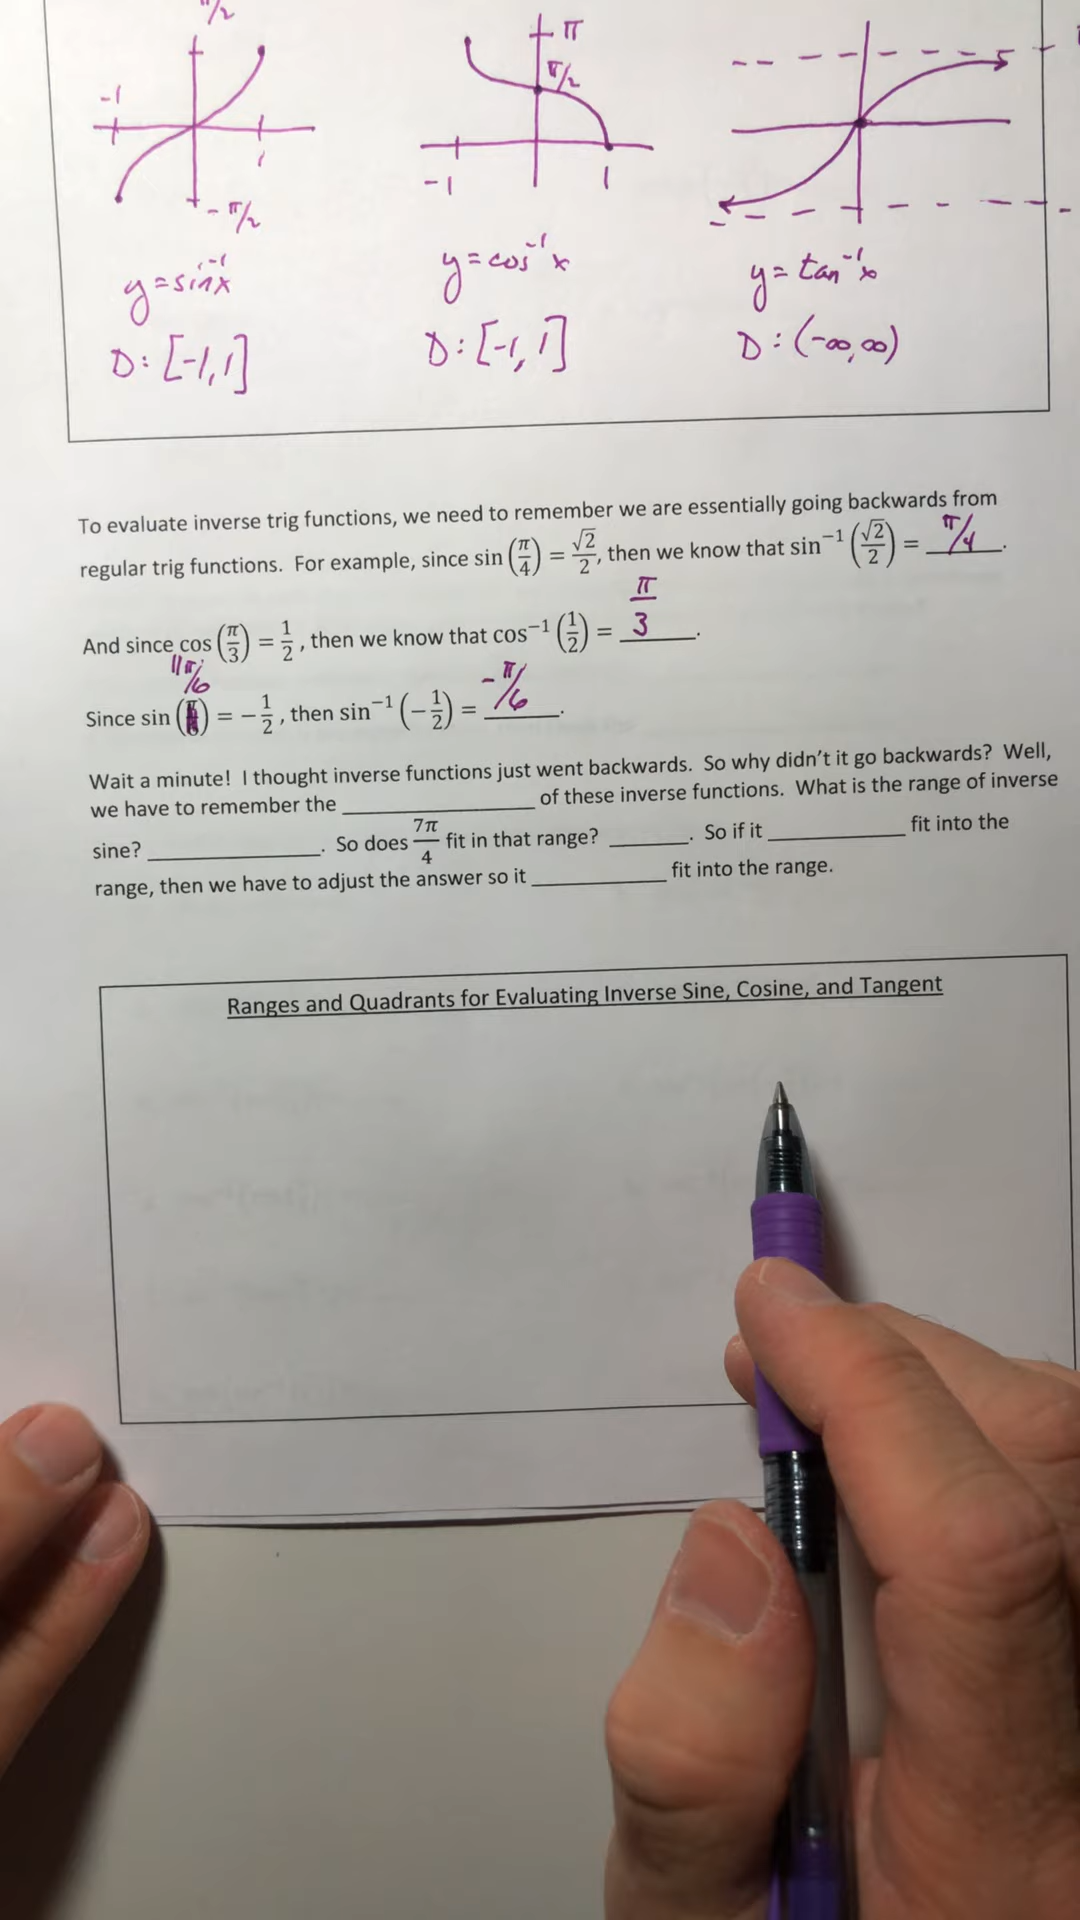 π/2
π
π/2
-1
1
-π/2
-1
1
y = sin⁻¹x
y = cos⁻¹x
y = tan⁻¹x
D: [-1, 1]
D: [-1, 1]
D: (-∞, ∞)
To evaluate inverse trig functions, we need to remember we are essentially going backwards from
regular trig functions. For example, since sin(π/4) = √2/2, then we know that sin⁻¹(√2/2) = π/4.
And since cos(π/3) = 1/2, then we know that cos⁻¹(1/2) = π/3.
11π/6
Since sin( ) = -1/2, then sin⁻¹(-1/2) = -π/6.
Wait a minute! I thought inverse functions just went backwards. So why didn't it go backwards? Well,
we have to remember the ____________ of these inverse functions. What is the range of inverse
sine? ____________. So does 7π/4 fit in that range? ______. So if it __________ fit into the
range, then we have to adjust the answer so it __________ fit into the range.
Ranges and Quadrants for Evaluating Inverse Sine, Cosine, and Tangent